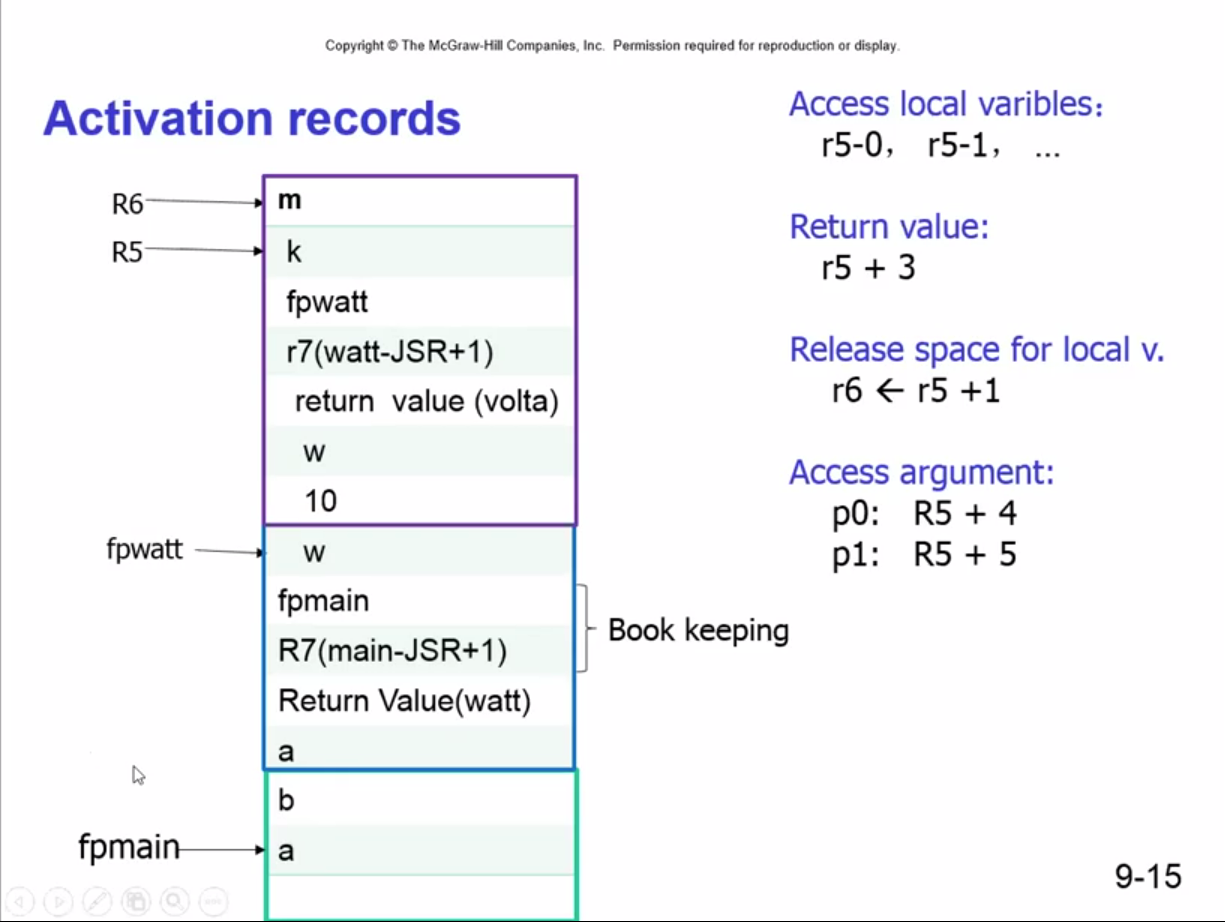 Copyright © The McGraw-Hill Companies, Inc. Permission required for reproduction or display.
Activation records
R6
m
R5
k
fpwatt
r7(watt-JSR+1)
return value (volta)
w
10
fpwatt
w
fpmain
R7(main-JSR+1)
Book keeping
Return Value(watt)
a
b
fpmain
a
Access local varibles：
r5-0， r5-1， ...
Return value:
r5 + 3
Release space for local v.
r6 ← r5 +1
Access argument:
p0: R5 + 4
p1: R5 + 5
9-15